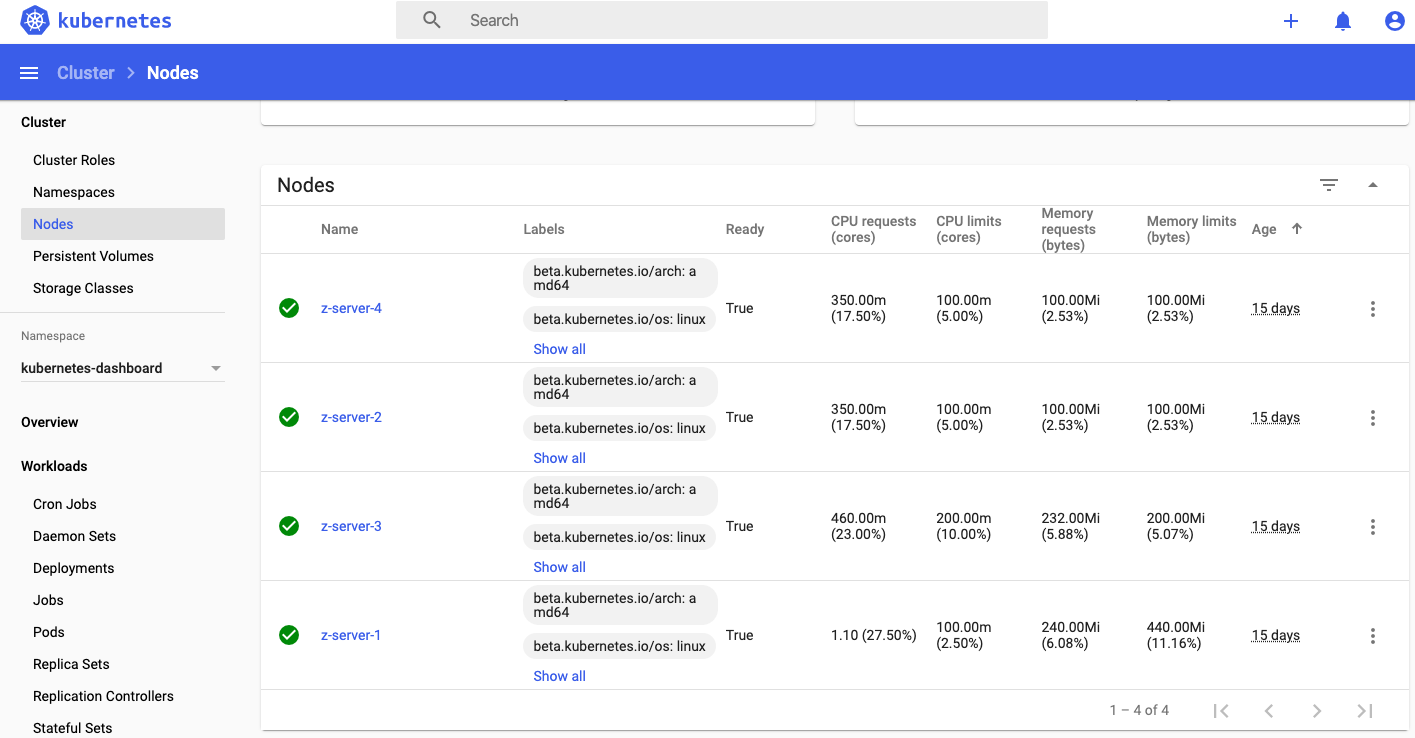 kubernetes
Search
Cluster > Nodes
Cluster
Cluster Roles
Namespaces
Nodes
Persistent Volumes
Storage Classes
Namespace
kubernetes-dashboard
Overview
Workloads
Cron Jobs
Daemon Sets
Deployments
Jobs
Pods
Replica Sets
Replication Controllers
Stateful Sets
Nodes
Name
Labels
Ready
CPU requests
(cores)
CPU limits
(cores)
Memory
requests
(bytes)
Memory limits
(bytes)
Age
z-server-4
beta.kubernetes.io/arch: a
md64
beta.kubernetes.io/os: linux
Show all
True
350.00m
(17.50%)
100.00m
(5.00%)
100.00Mi
(2.53%)
100.00Mi
(2.53%)
15 days
z-server-2
beta.kubernetes.io/arch: a
md64
beta.kubernetes.io/os: linux
Show all
True
350.00m
(17.50%)
100.00m
(5.00%)
100.00Mi
(2.53%)
100.00Mi
(2.53%)
15 days
z-server-3
beta.kubernetes.io/arch: a
md64
beta.kubernetes.io/os: linux
Show all
True
460.00m
(23.00%)
200.00m
(10.00%)
232.00Mi
(5.88%)
200.00Mi
(5.07%)
15 days
z-server-1
beta.kubernetes.io/arch: a
md64
beta.kubernetes.io/os: linux
Show all
True
1.10 (27.50%)
100.00m
(2.50%)
240.00Mi
(6.08%)
440.00Mi
(11.16%)
15 days
1 – 4 of 4